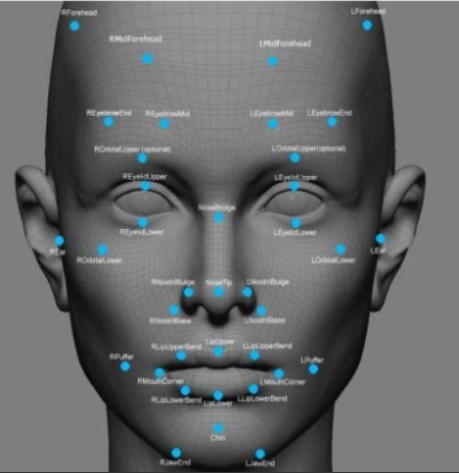 RForehead
LForehead
RMidForehead
LMidForehead
REyebrowEnd
REyebrowMid
LEyebrowMid
LEyebrowEnd
ROrbitalUpper (optional)
LOrbitalUpper(optional)
REyelidUpper
LEyelidUpper
NoseBridge
REyelidLower
LEyelidLower
REar
LEar
ROrbitalLower
LOrbitalLower
RNostrilBulge
NoseTip
LNostrilBulge
RNostrilBase
LNostrilBase
RLipUpperBend
LipUpper
LLipUpperBend
RPuffer
LPuffer
RMouthCorner
LMouthCorner
RLipLowerBend
LipLower
LLipLowerBend
Chin
RJawEnd
LJawEnd